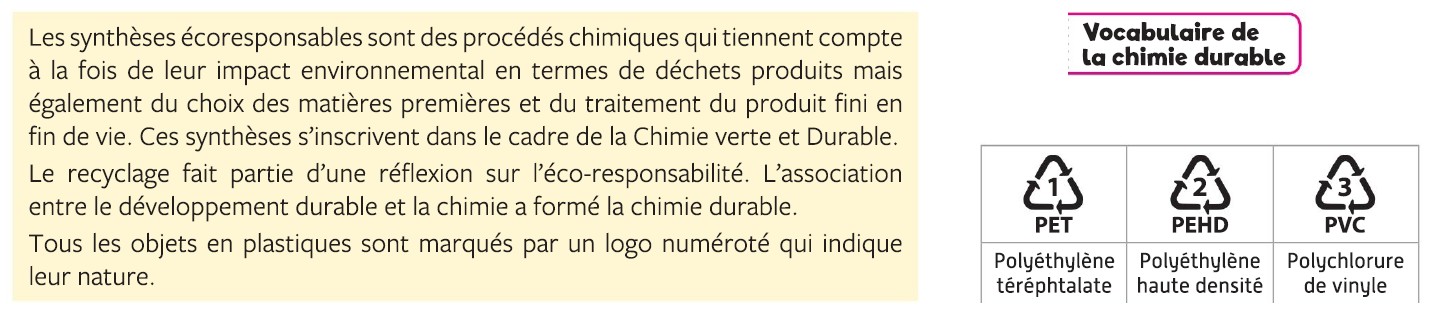 Les synthèses écoresponsables sont des procédés chimiques qui tiennent compte
à la fois de leur impact environnemental en termes de déchets produits mais
également du choix des matières premières et du traitement du produit fini en
fin de vie. Ces synthèses s'inscrivent dans le cadre de la Chimie verte et Durable.
Le recyclage fait partie d'une réflexion sur l'éco-responsabilité. L'association
entre le développement durable et la chimie a formé la chimie durable.
Tous les objets en plastiques sont marqués par un logo numéroté qui indique
leur nature.
Vocabulaire de
la chimie durable
1
PET
Polyéthylène
téréphtalate
2
PEHD
Polyéthylène
haute densité
3
PVC
Polychlorure
de vinyle